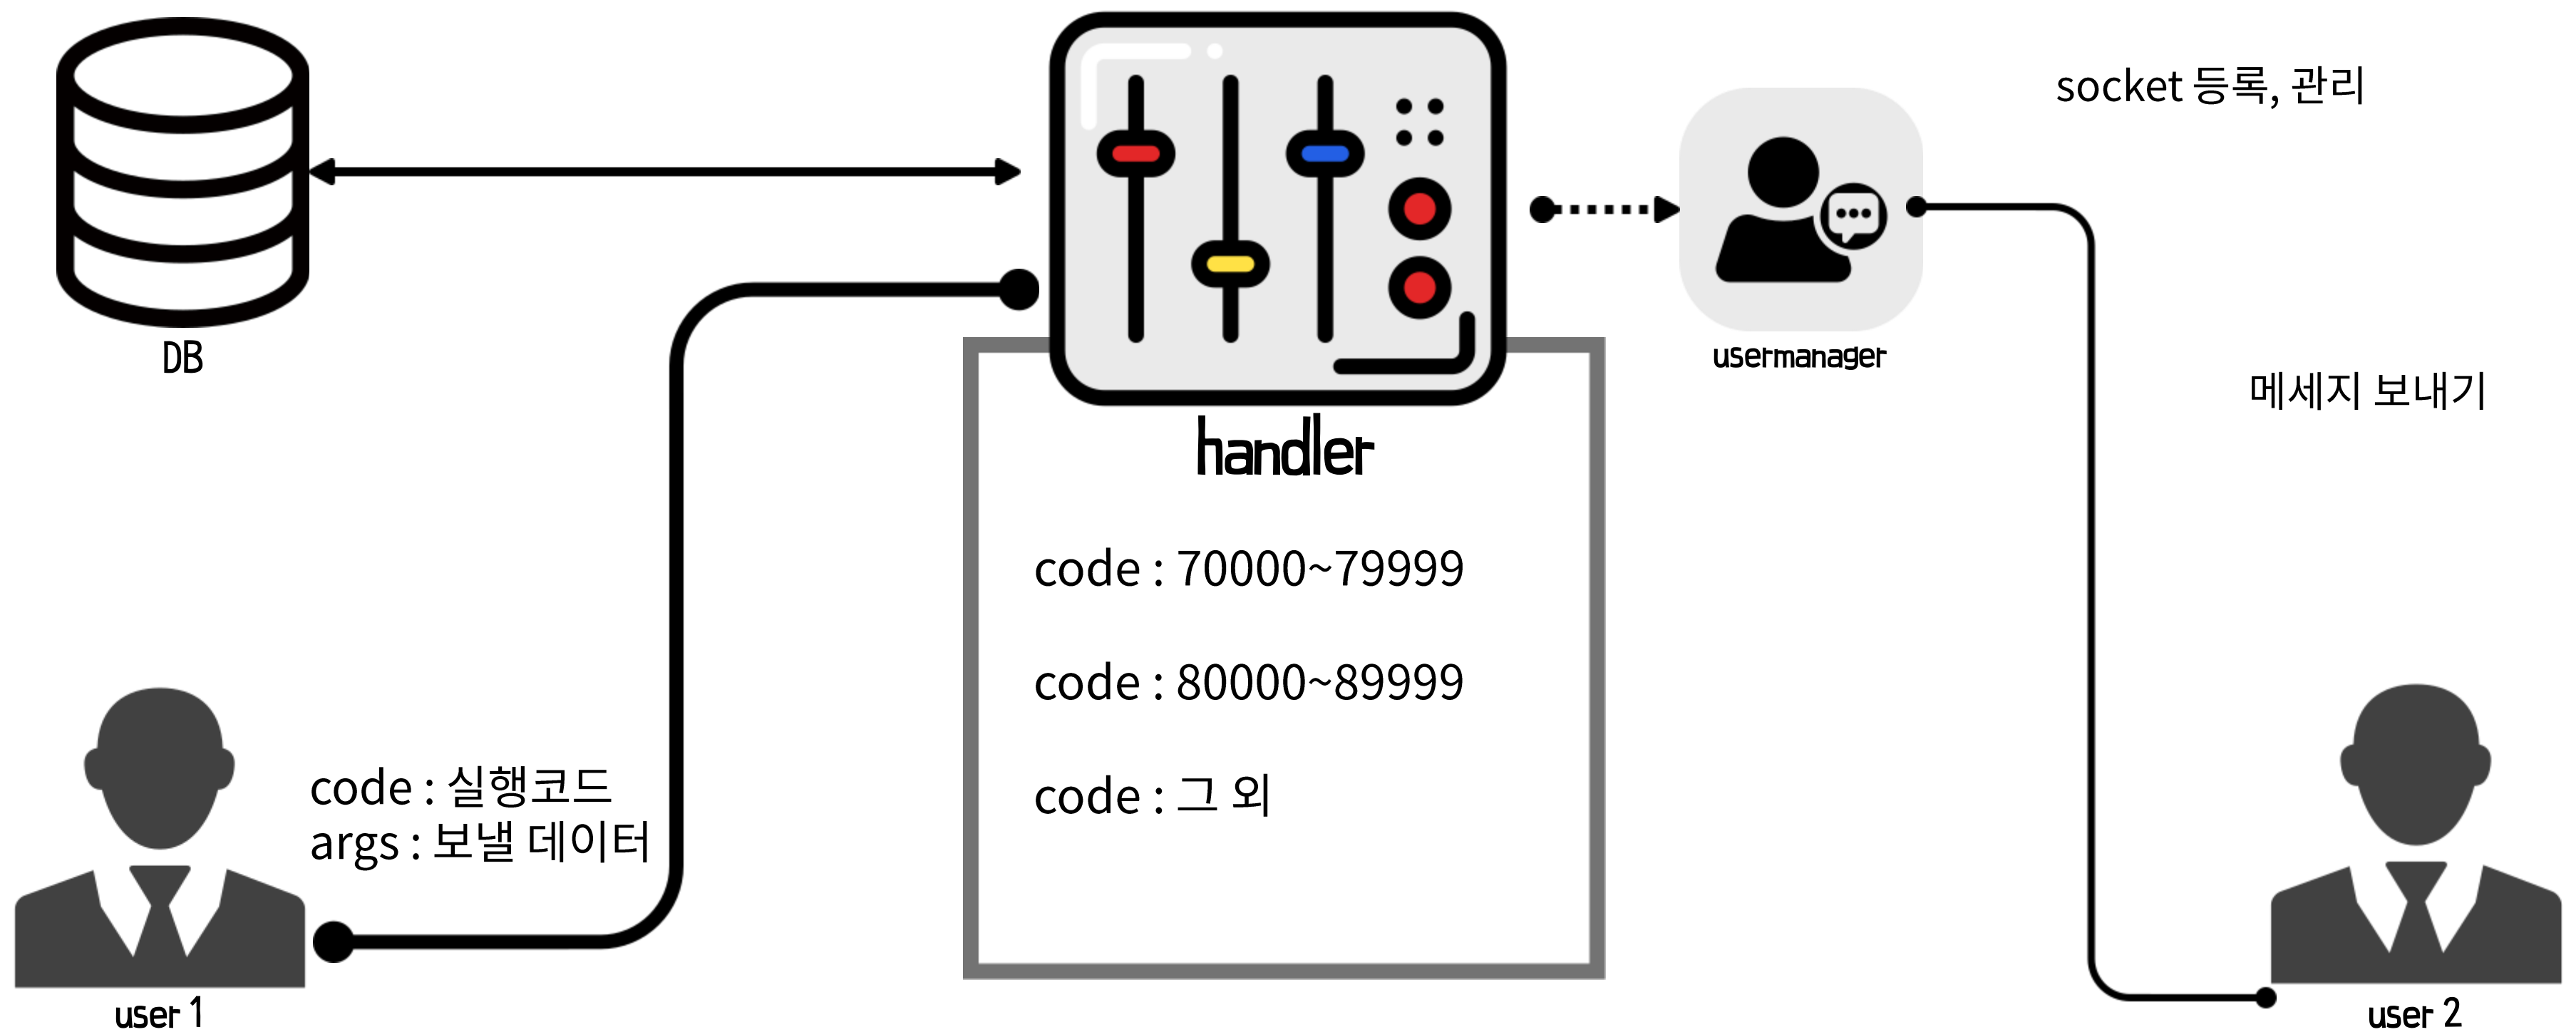 socket 등록, 관리
DB
usermanager
메세지 보내기
handler
code : 70000~79999
code : 80000~89999
code : 그 외
code : 실행코드
args : 보낼 데이터
user 1
user 2